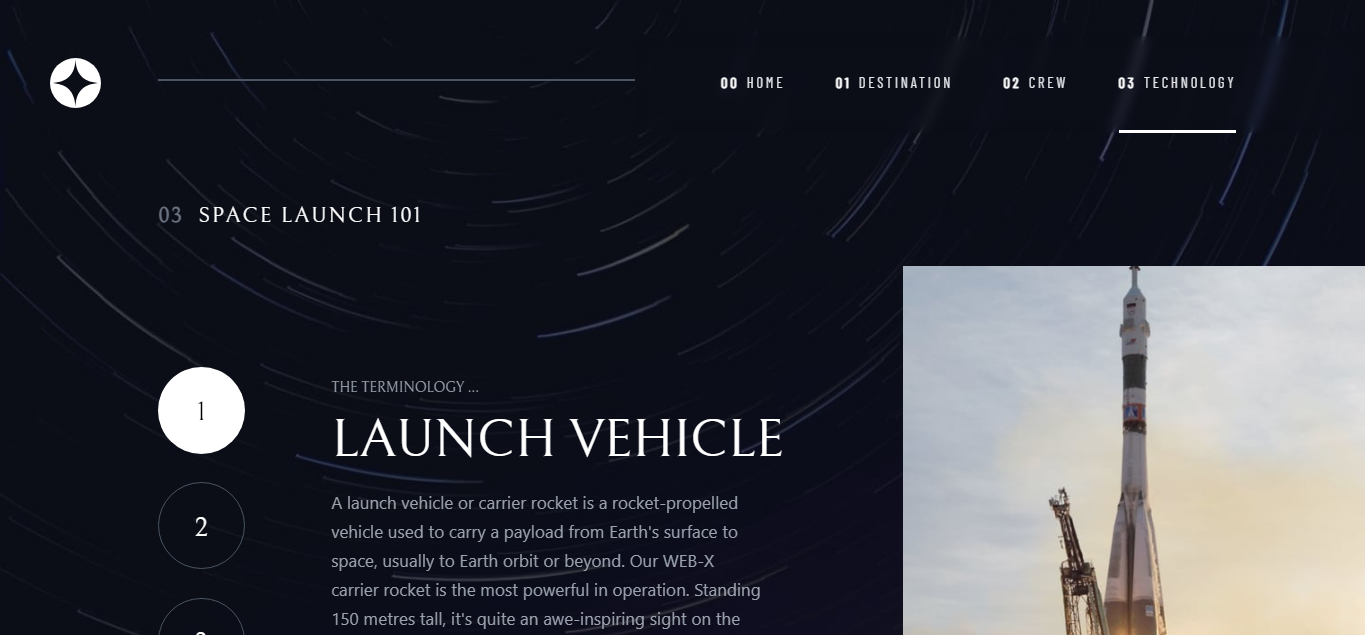 00 HOME 01 DESTINATION 02 CREW 03 TECHNOLOGY
03 SPACE LAUNCH 101
1
THE TERMINOLOGY ...
LAUNCH VEHICLE
2
A launch vehicle or carrier rocket is a rocket-propelled
vehicle used to carry a payload from Earth's surface to
space, usually to Earth orbit or beyond. Our WEB-X
carrier rocket is the most powerful in operation. Standing
150 metres tall, it's quite an awe-inspiring sight on the